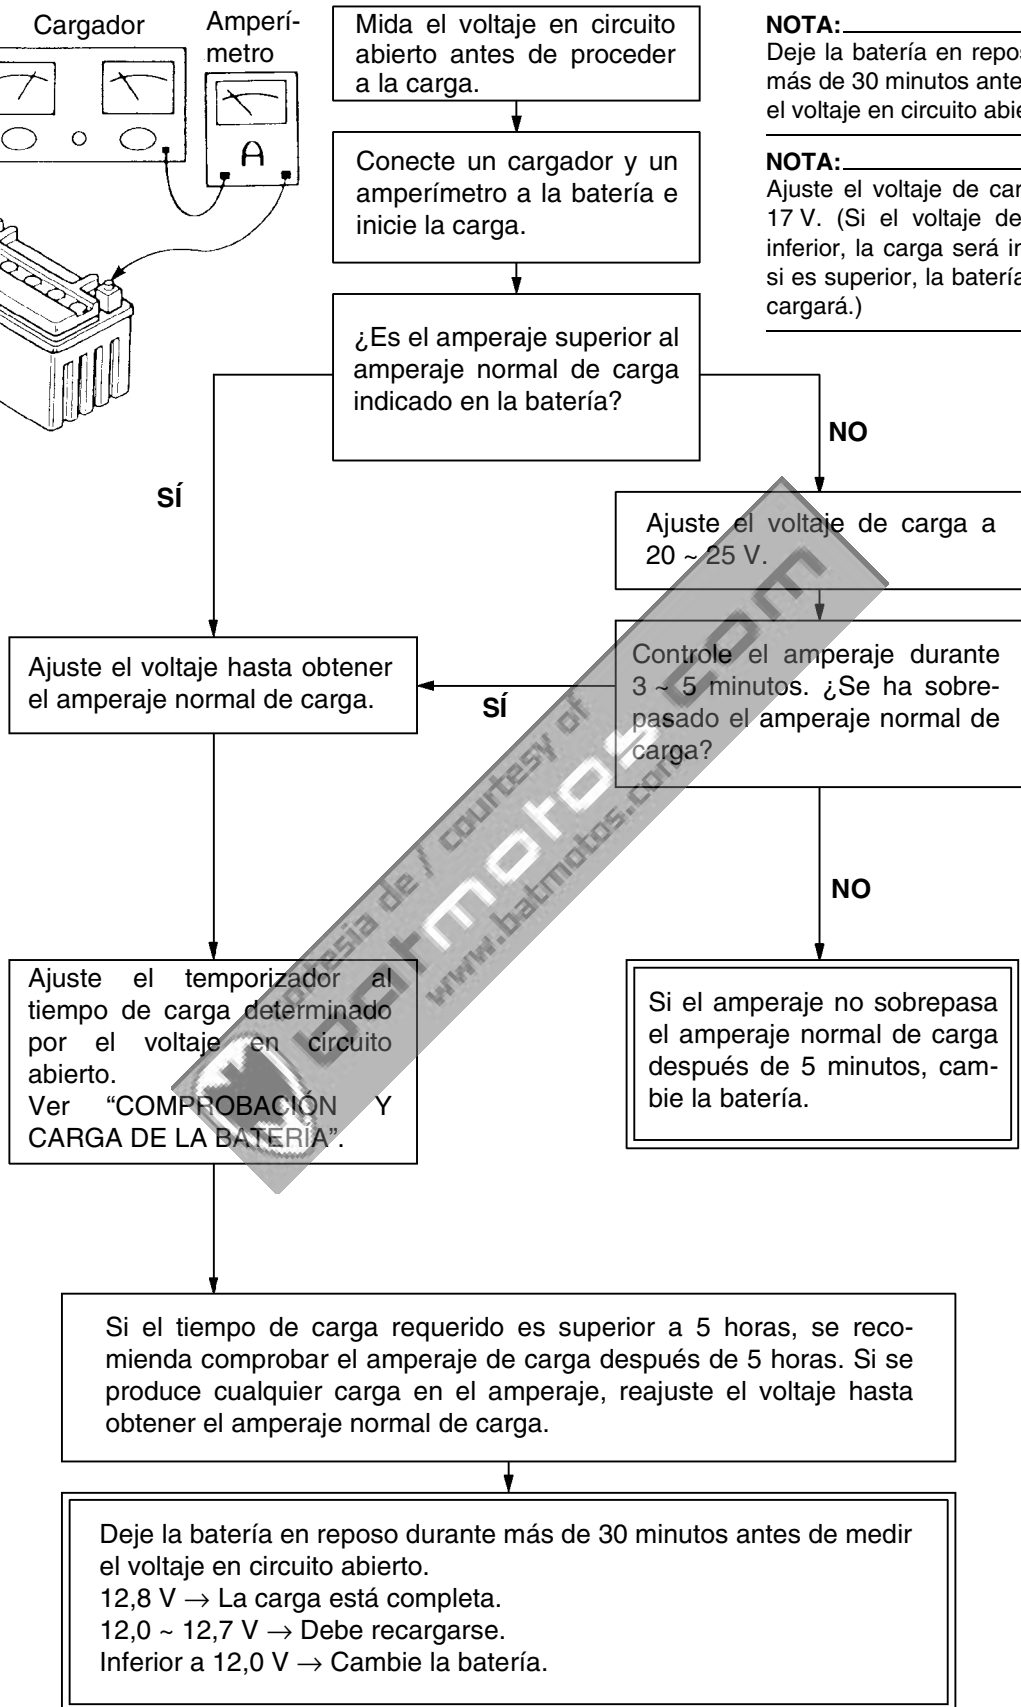 Cargador
Amperí-
metro
A
Mida el voltaje en circuito
abierto antes de proceder
a la carga.
NOTA:
Deje la batería en
más de 30 minutos
el voltaje en circuito
Conecte un cargador y un
amperímetro a la batería e
inicie la carga.
NOTA:
Ajuste el voltaje de
17 V. (Si el voltaje
inferior, la carga será
si es superior, la batería
cargará.)
¿Es el amperaje superior al
amperaje normal de carga
indicado en la batería?
SÍ
NO
Ajuste el voltaje de carga a
20 ~ 25 V.
Ajuste el voltaje hasta obtener
el amperaje normal de carga.
SÍ
Controle el amperaje durante
3 ~ 5 minutos. ¿Se ha sobre-
pasado el amperaje normal de
carga?
NO
Ajuste el temporizador al
tiempo de carga determinado
por el voltaje en circuito
abierto.
Ver “COMPROBACIÓN Y
CARGA DE LA BATERÍA”.
Si el amperaje no sobrepasa
el amperaje normal de carga
después de 5 minutos, cam-
bie la batería.
Si el tiempo de carga requerido es superior a 5 horas, se reco-
mienda comprobar el amperaje de carga después de 5 horas. Si se
produce cualquier carga en el amperaje, reajuste el voltaje hasta
obtener el amperaje normal de carga.
Deje la batería en reposo durante más de 30 minutos antes de medir
el voltaje en circuito abierto.
12,8 V → La carga está completa.
12,0 ~ 12,7 V → Debe recargarse.
Inferior a 12,0 V → Cambie la batería.
cortesia de / courtesy of
batmotos.com
www.batmotos.com